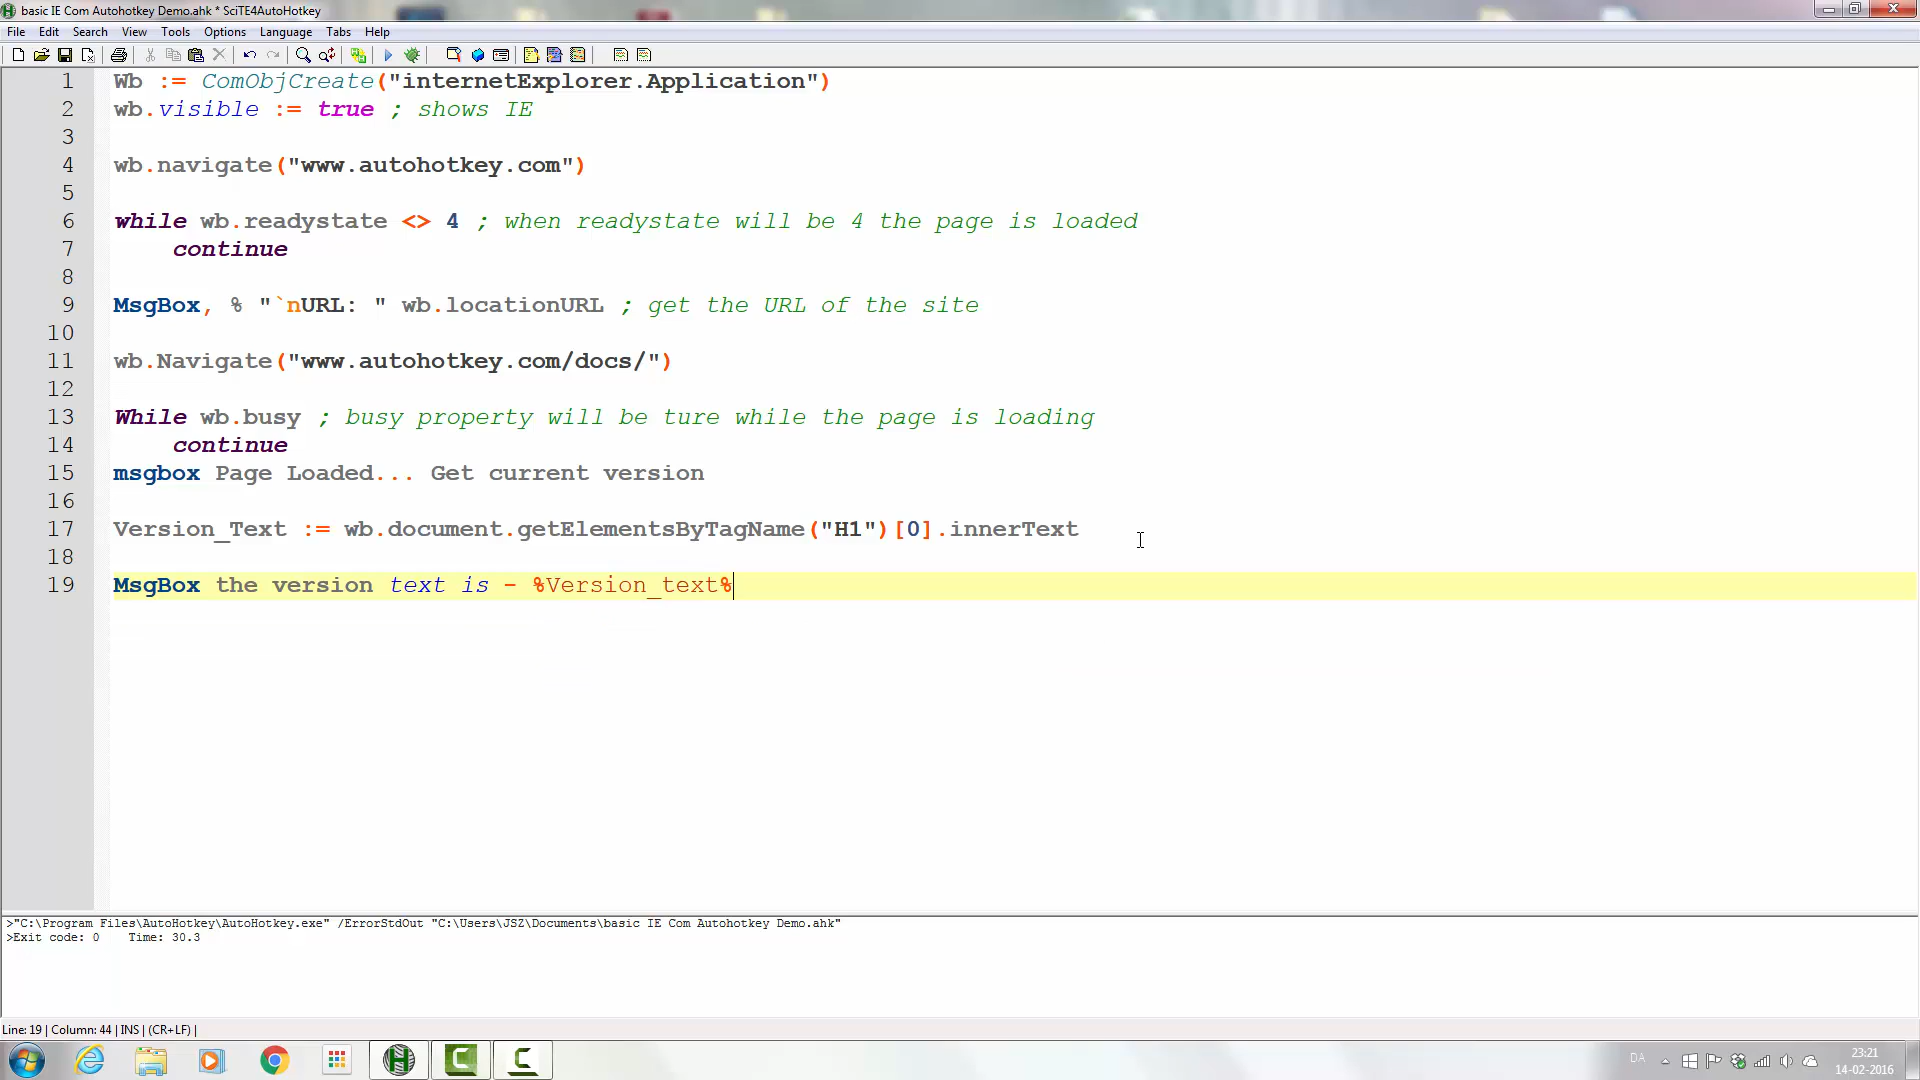 basic IE Com Autohotkey Demo.ahk * SciTE4AutoHotkey
File Edit Search View Tools Options Language Tabs Help
1 Wb := ComObjCreate("internetExplorer.Application")
2 wb.visible := true ; shows IE
3
4 wb.navigate("www.autohotkey.com")
5
6 while wb.readystate <> 4 ; when readystate will be 4 the page is loaded
7 continue
8
9 MsgBox, % "`nURL: " wb.locationURL ; get the URL of the site
10
11 wb.Navigate("www.autohotkey.com/docs/")
12
13 While wb.busy ; busy property will be ture while the page is loading
14 continue
15 msgbox Page Loaded... Get current version
16
17 Version_Text := wb.document.getElementsByTagName("H1")[0].innerText
18
19 MsgBox the version text is - %Version_text%
>"C:\Program Files\AutoHotkey\AutoHotkey.exe" /ErrorStdOut "C:\Users\JSZ\Documents\basic IE Com Autohotkey Demo.ahk"
>Exit code: 0 Time: 30.3
Line: 19 | Column: 44 | INS | (CR+LF) |
DA
23:21
14-02-2016